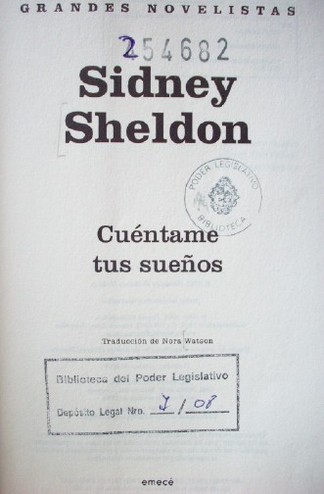 GRANDES NOVELISTAS
254682
Sidney
Sheldon
PODER LEGISLATIVO
BIBLIOTECA
Cuéntame
tus sueños
Traducción de Nora Watson
Biblioteca del Poder Legislativo
Depósito Legal Nro. I/08
emecé